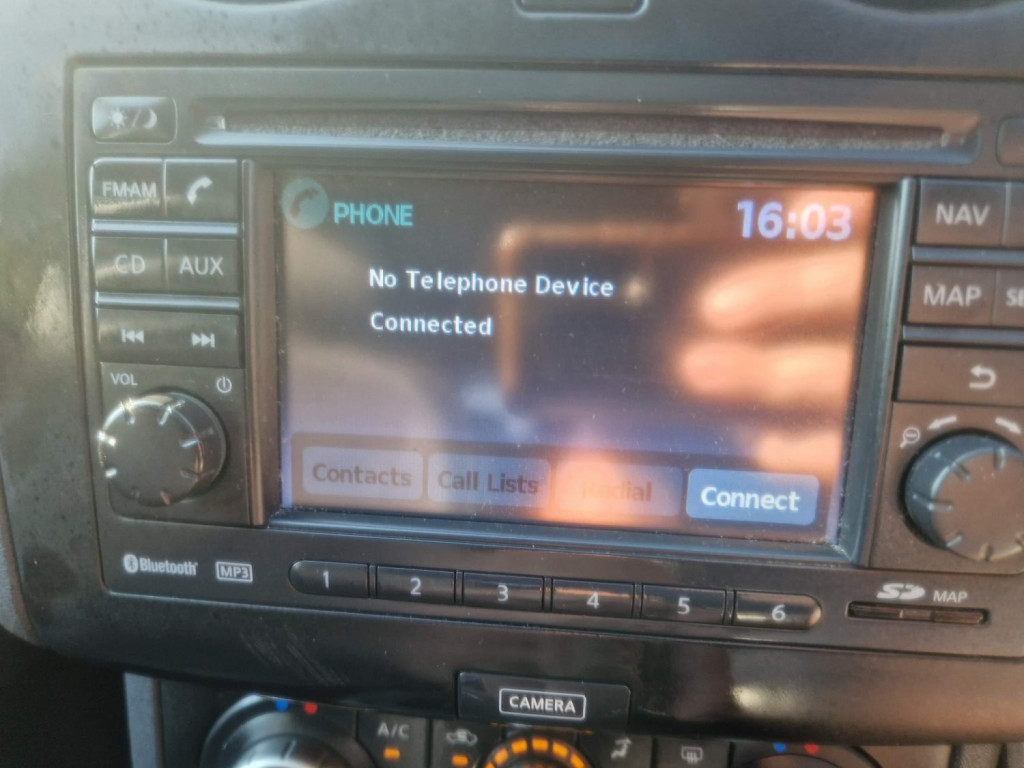 FM·AM
CD
AUX
VOL
PHONE
16:03
No Telephone Device
Connected
Contacts
Call Lists
Connect
NAV
MAP
Bluetooth
MP3
1
2
3
4
5
6
SD
MAP
CAMERA
A/C